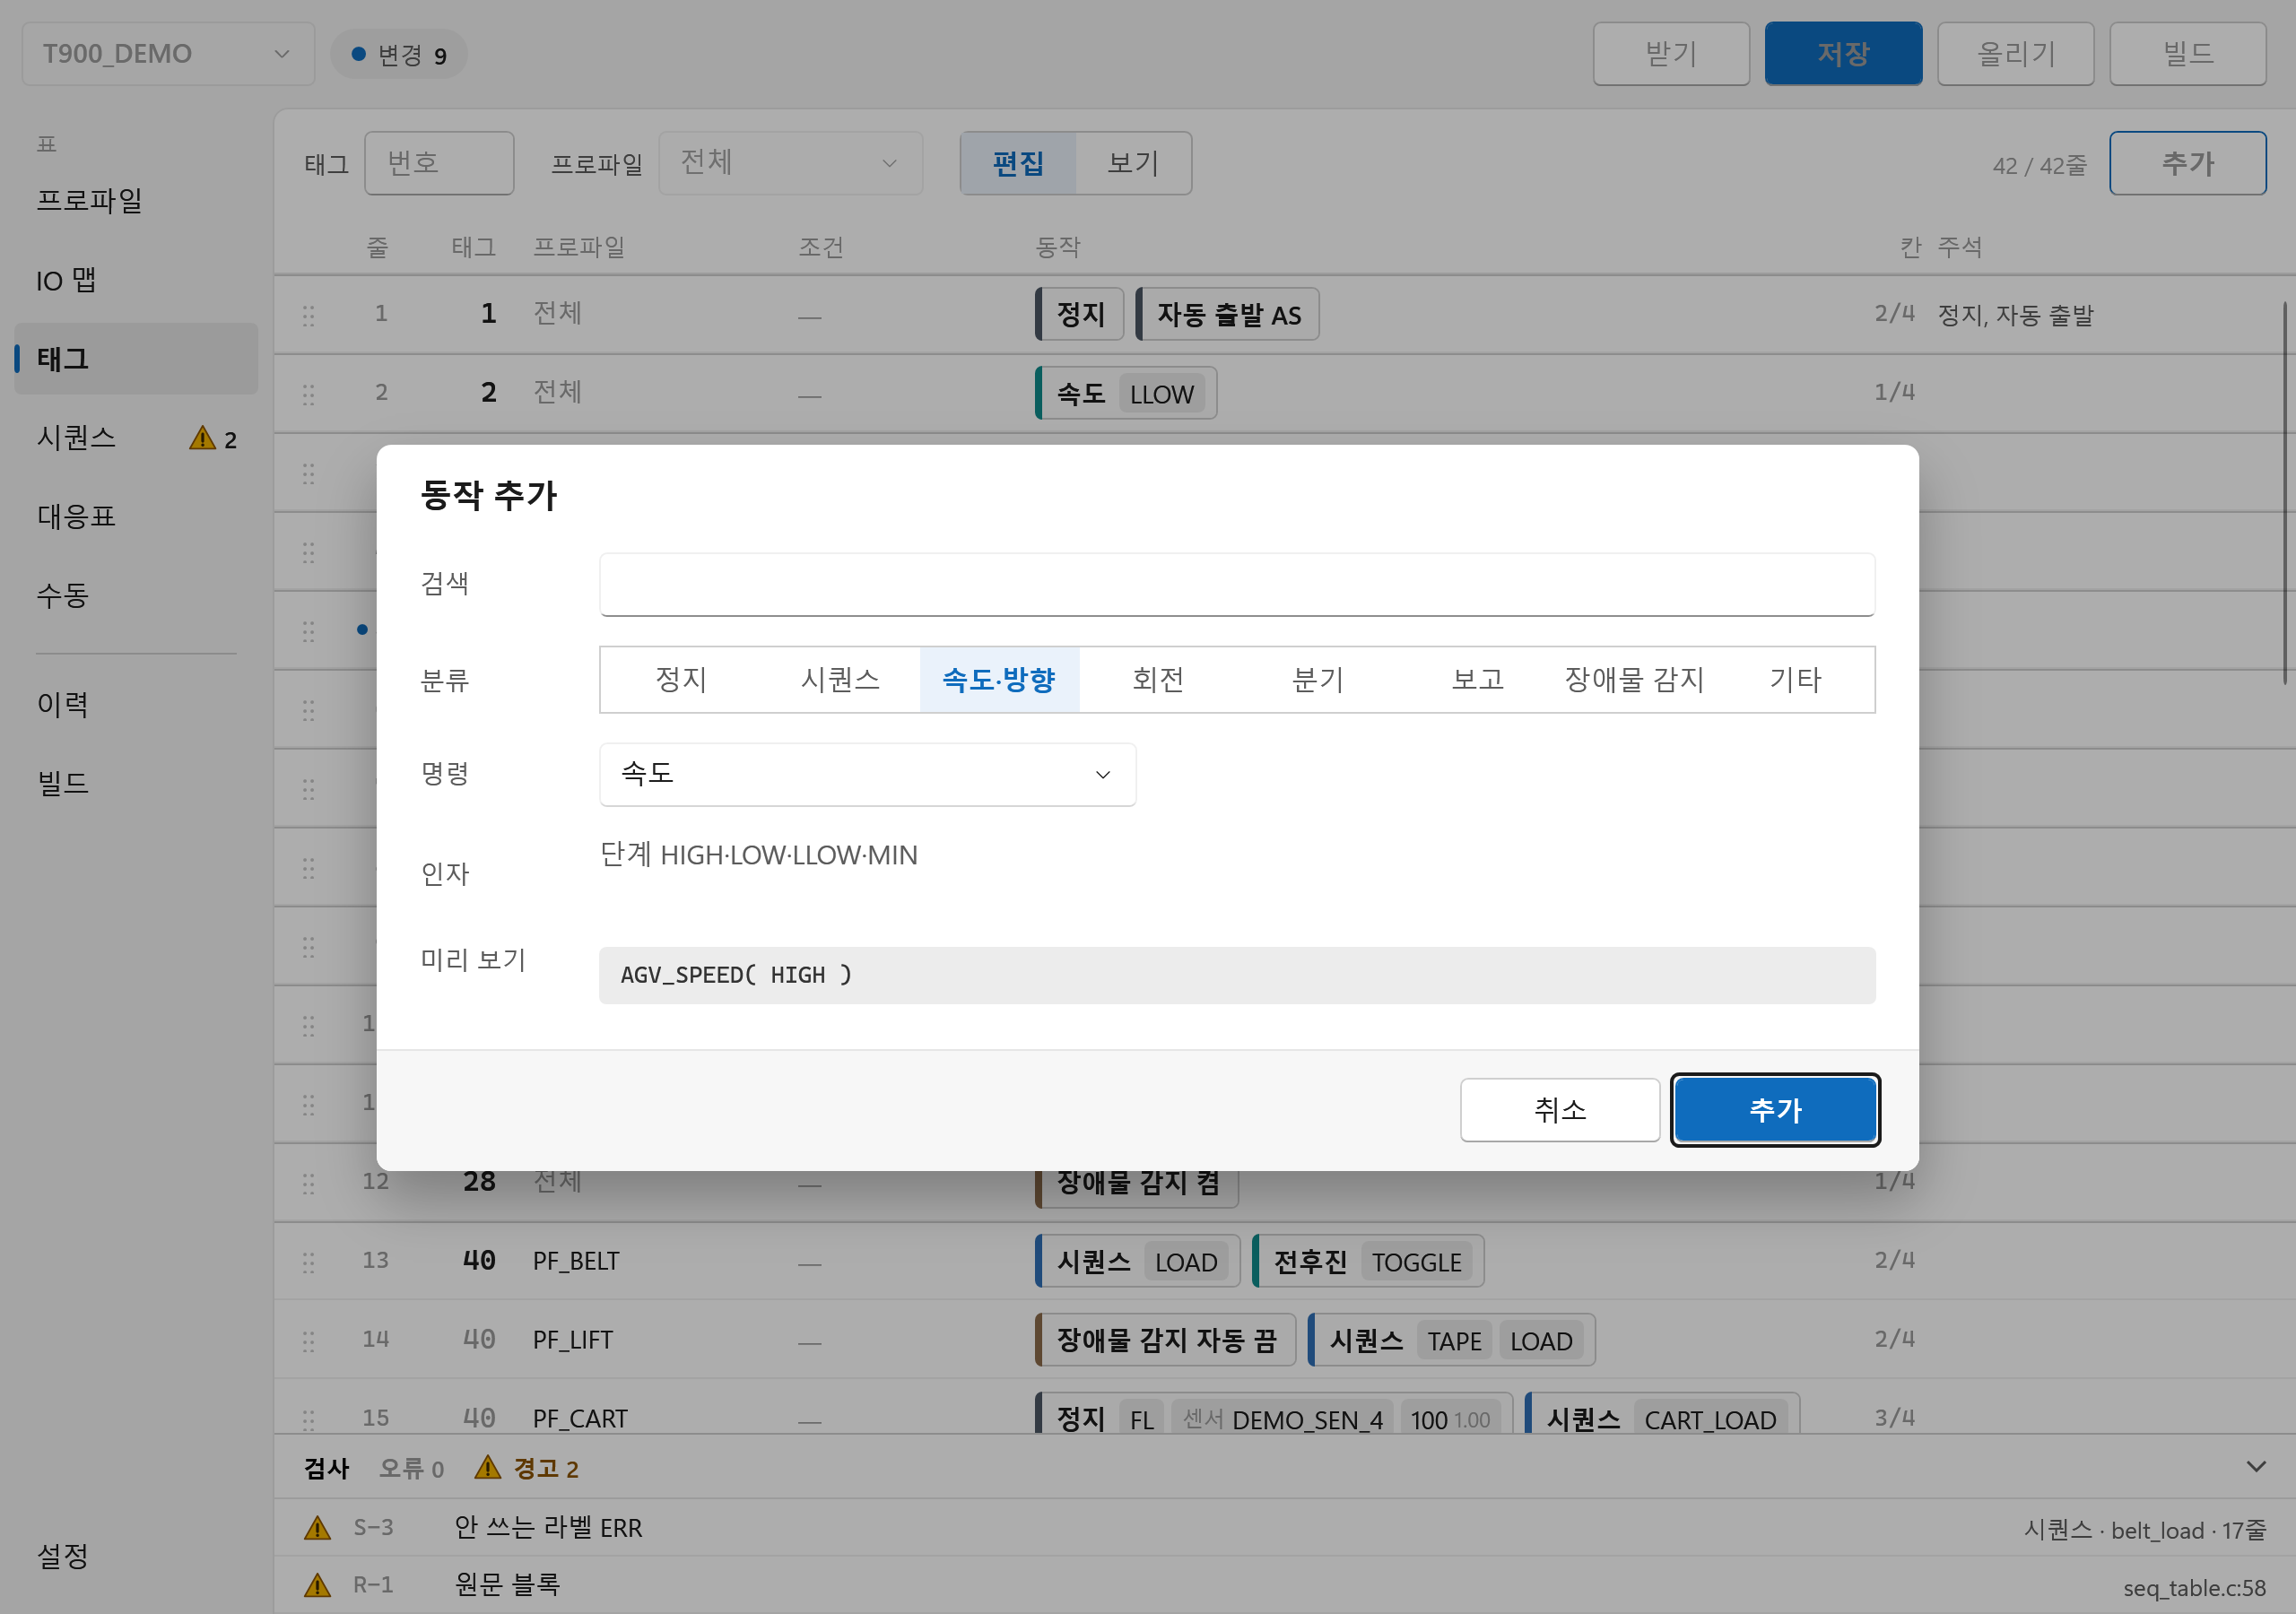 T900_DEMO
변경 9
받기
저장
올리기
빌드
표
프로파일
IO 맵
태그
시퀀스
2
대응표
수동
이력
빌드
설정
태그
번호
프로파일
전체
편집
보기
42 / 42줄
추가
줄 태그 프로파일 조건 동작 칸 주석
1 1 전체 — 정지 자동 출발 AS 2/4 정지, 자동 출발
2 2 전체 — 속도 LLOW 1/4
동작 추가
검색
분류 정지 시퀀스 속도·방향 회전 분기 보고 장애물 감지 기타
명령 속도
인자 단계 HIGH·LOW·LLOW·MIN
미리 보기 AGV_SPEED( HIGH )
취소 추가
12 28 전체 — 장애물 감지 켬 1/4
13 40 PF_BELT — 시퀀스 LOAD 전후진 TOGGLE 2/4
14 40 PF_LIFT — 장애물 감지 자동 끔 시퀀스 TAPE LOAD 2/4
15 40 PF_CART — 정지 FL 센서 DEMO_SEN_4 100 1.00 시퀀스 CART_LOAD 3/4
검사 오류 0 경고 2
S-3 안 쓰는 라벨 ERR 시퀀스 · belt_load · 17줄
R-1 원문 블록 seq_table.c:58